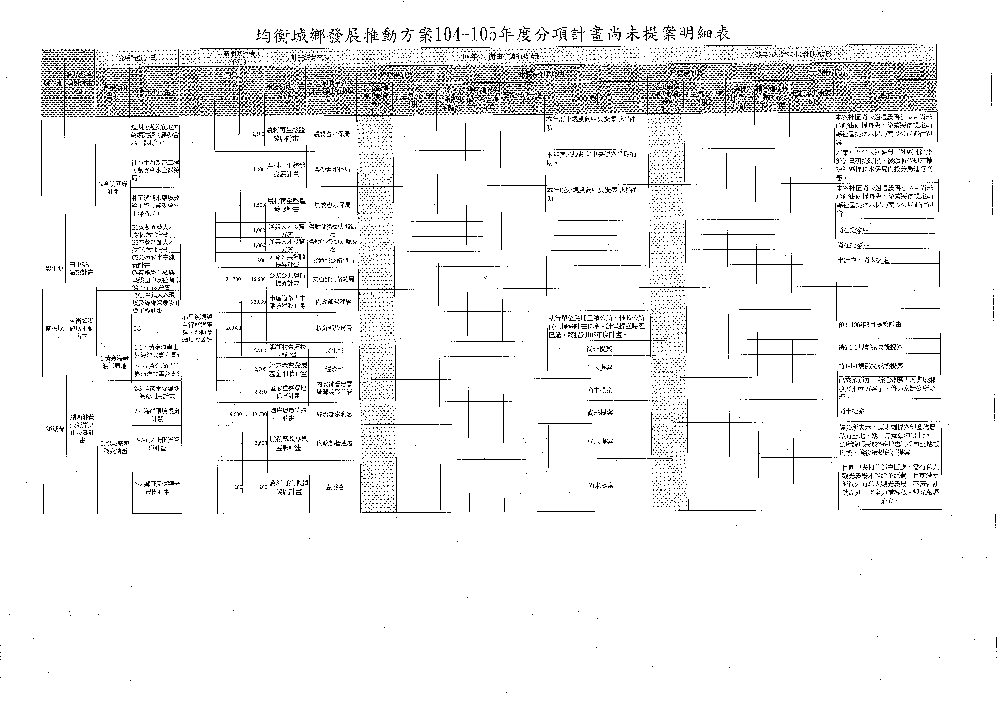 均衡城鄉發展推動方案104-105年度分項計畫尚未提案明細表
縣市別
跨域整合
建設計畫
名稱
分項行動計畫
(含子項計
畫)
(含子項計畫)
申請補助經費(
仟元)
104
105
計畫經費來源
申請補助計畫
名稱
中央補助單位(
計畫受理補助單
位)
104年分項計畫申請補助情形
已獲得補助
核定金額
(中央款部
分)
(仟元)
計畫執行起迄
期程
未獲得補助原因
已逾提案
期限改提
下階段
預算額度分
配完竣改提
下一年度
已提案但未獲
助
其他
105年分項計畫申請補助情形
已獲得補助
核定金額
(中央款部
分)
(仟元)
計畫執行起迄
期程
未獲得補助原因
已逾提案
期限改提
下階段
預算額度分
配完竣改提
下一年度
已提案但未獲
助
其他
彰化縣
田中整合
建設計畫
短期居遊及在地連
絡網建構(農委會
水土保持局)
-
2,500
農村再生整體
發展計畫
農委會水保局
本年度未規劃向中央提案爭取補
助。
本案社區尚未通過農再社區且尚未
於計畫研提時段,後續將依規定輔
導社區提送水保局南投分局進行初
審。
3.合院回春
計畫
社區生活改善工程
(農委會水土保持
局)
-
4,000
農村再生整體
發展計畫
農委會水保局
本年度未規劃向中央提案爭取補
助。
本案社區尚未通過農再社區且尚未
於計畫研提時段,後續將依規定輔
導社區提送水保局南投分局進行初
審。
朴子溪親水環境改
善工程(農委會水
土保持局)
-
1,500
農村再生整體
發展計畫
農委會水保局
本年度未規劃向中央提案爭取補
助。
本案社區尚未通過農再社區且尚未
於計畫研提時段,後續將依規定輔
導社區提送水保局南投分局進行初
審。
B1景觀園藝人才
技術培訓計畫
-
1,000
產業人才投資
方案
勞動部勞動力發展
署
尚在提案中
B2花藝老師人才
技術培訓計畫
-
1,000
產業人才投資
方案
勞動部勞動力發展
署
尚在提案中
C3公車候車亭建
置計畫
-
300
公路公共運輸
提昇計畫
交通部公路總局
申請中,尚未核定
C4高鐵彰化站與
臺鐵田中及社頭車
站YouBike建置計
31,200
15,600
公路公共運輸
提昇計畫
交通部公路總局
V
C9田中鎮人本環
境及綠廊意象設計
暨工程計畫
-
22,000
市區道路人本
環境建設計畫
內政部營建署
南投縣
均衡城鄉
發展推動
方案
C-3
埔里鎮環鎮
自行車道串
連、延伸及
環境改善計
20,000
教育部體育署
執行單位為埔里鎮公所,惟該公所
尚未提送計畫送審。計畫提送時程
已過,將提列105年度計畫。
預計106年3月提報計畫
澎湖縣
湖西鄉黃
金海岸文
化長灘計
畫
1.黃金海岸
渡假勝地
1-1-4 黃金海岸世
界海洋故事公園4
-
2,700
藝術村營運扶
植計畫
文化部
尚未提案
待1-1-1規劃完成後提案
1-1-5 黃金海岸世
界海洋故事公園5
-
2,700
地方產業發展
基金補助計畫
經濟部
尚未提案
待1-1-1規劃完成後提案
2.體驗旅遊
探索湖西
2-3 國家重要濕地
保育利用計畫
-
2,250
國家重要濕地
保育計畫
內政部營建署
城鄉發展分署
尚未提案
已來函通知,所提非屬「均衡城鄉
發展推動方案」,將另案請公所辦
理。
2-4 海岸環境復育
計畫
5,000
17,000
海岸環境營造
計畫
經濟部水利署
尚未提案
尚未提案
2-7-1 文化秘境營
造計畫
-
3,600
城鎮風貌型塑
整體計畫
內政部營建署
尚未提案
經公所表示,原規劃提案範圍均屬
私有土地,地主無意願釋出土地,
公所說明將於2-6-1*隘門新村土地撥
用後,俟後續規劃再提案
3-2 鄉野風情觀光
農園計畫
200
200
農村再生整體
發展計畫
農委會
尚未提案
目前中央相關部會回應,需有私人
觀光農場才能給予經費,目前湖西
鄉尚未有私人觀光農場,不符合補
助原則,將全力輔導私人觀光農場
成立。